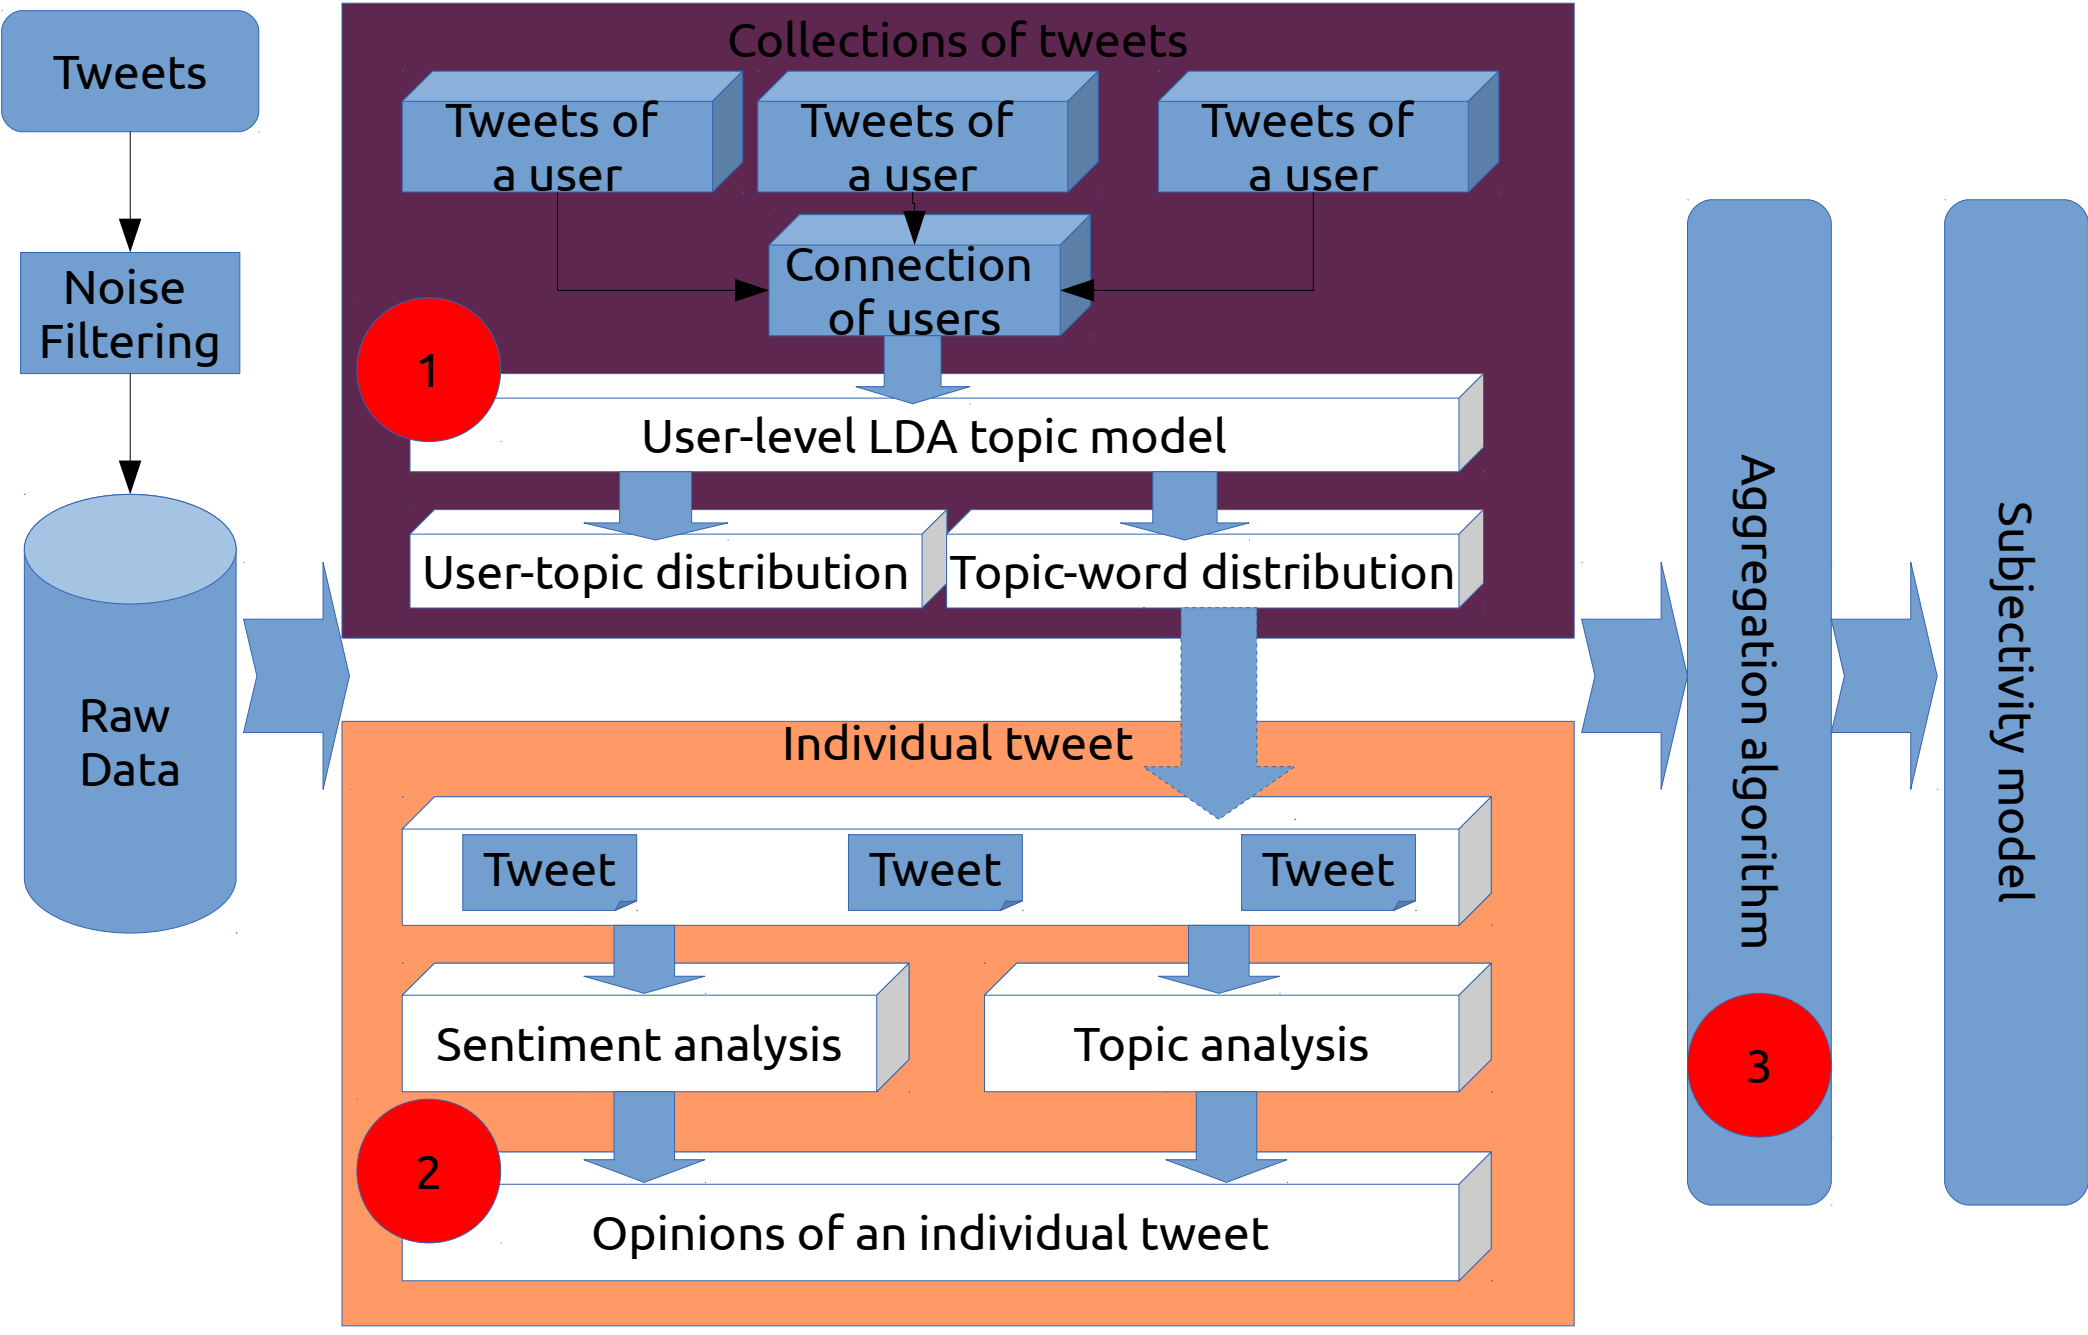 Tweets
Noise
Filtering
Raw
Data
Collections of tweets
Tweets of
a user
Tweets of
a user
Tweets of
a user
Connection
of users
1
User-level LDA topic model
User-topic distribution
Topic-word distribution
Individual tweet
Tweet
Tweet
Tweet
Sentiment analysis
Topic analysis
2
Opinions of an individual tweet
Aggregation algorithm
3
Subjectivity model